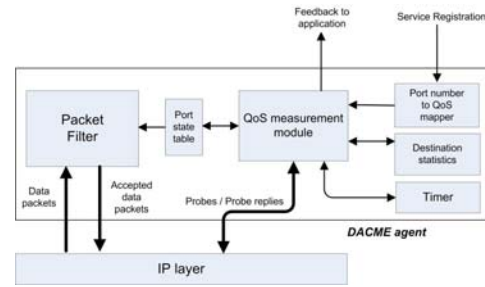 Feedback to
application
Service Registration
Packet
Filter
Port
state
table
QoS measurement
module
Port number
to QoS
mapper
Destination
statistics
Timer
Data
packets
Accepted
data
packets
Probes / Probe replies
DACME agent
IP layer